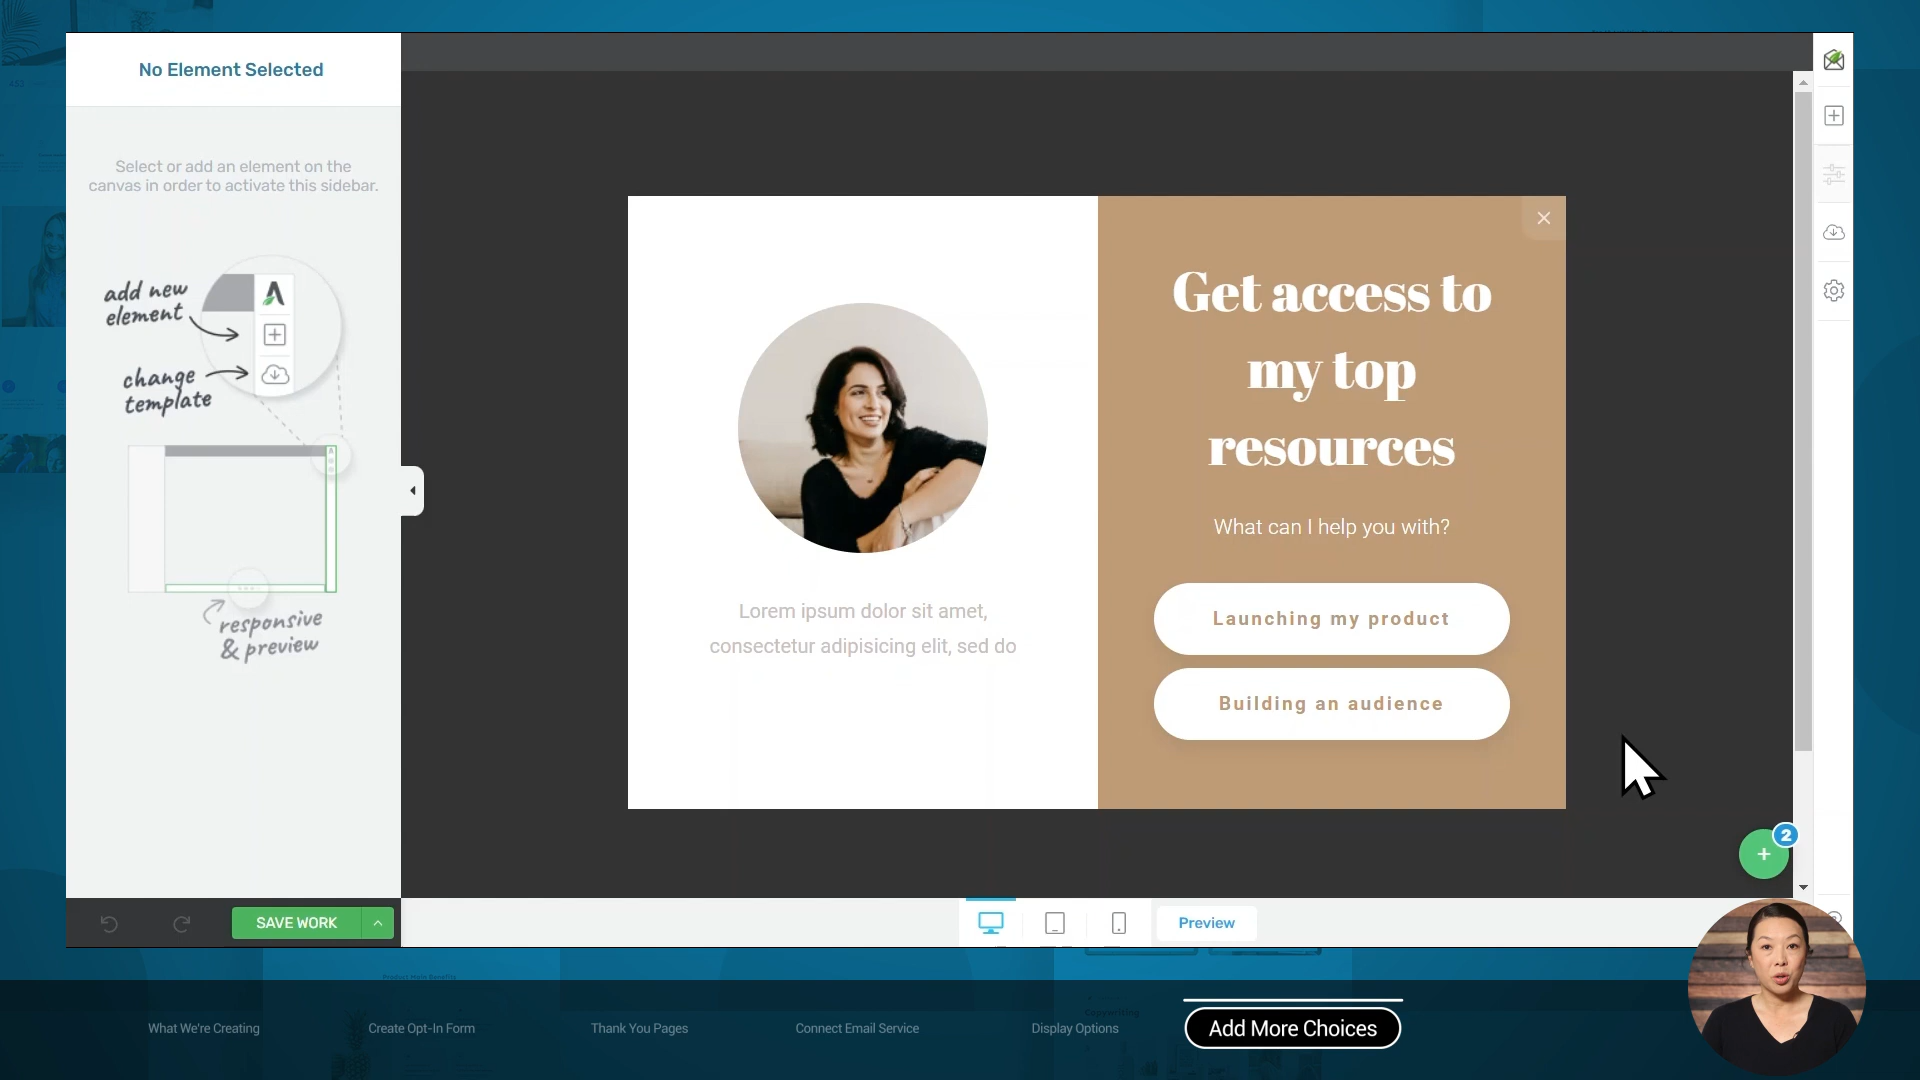 No Element Selected
Select or add an element on the
canvas in order to activate this sidebar.
add new
element
change
template
responsive
& preview
SAVE WORK
Get access to
my top
resources
What can I help you with?
Launching my product
Building an audience
Lorem ipsum dolor sit amet,
consectetur adipisicing elit, sed do
2
Preview
What We're Creating
Create Opt-In Form
Thank You Pages
Connect Email Service
Display Options
Add More Choices